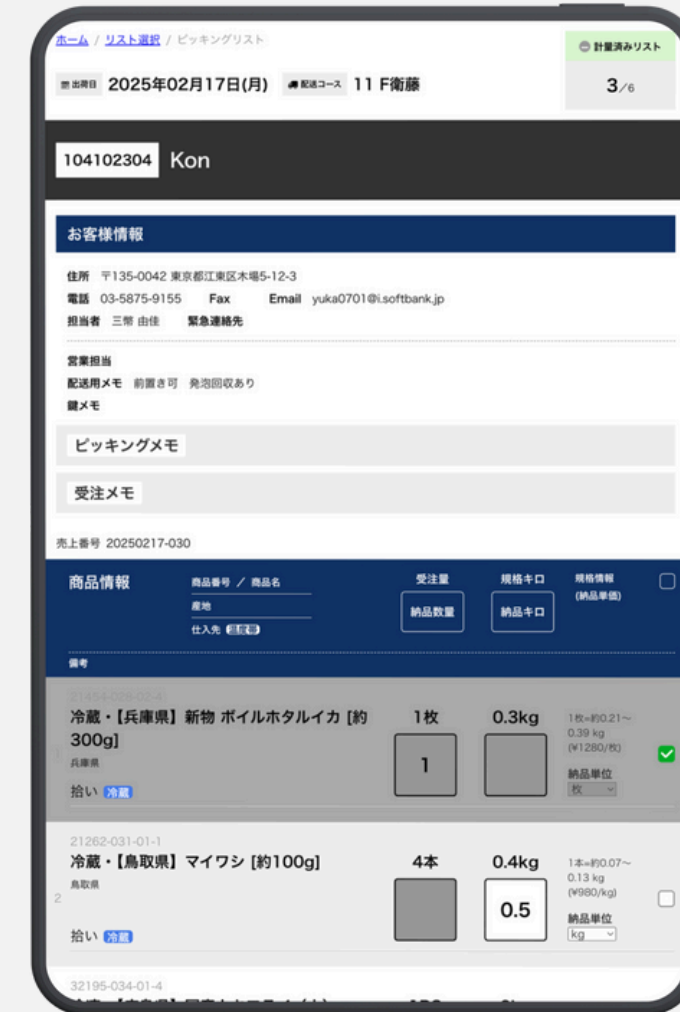 ホーム / リスト選択 / ピッキングリスト
計量済みリスト
出荷日 2025年02月17日(月) 配送コース 11 F衛藤
3/6
104102304 Kon
お客様情報
住所 〒135-0042 東京都江東区木場5-12-3
電話 03-5875-9155 Fax Email yuka0701@i.softbank.jp
担当者 三幣 由佳 緊急連絡先
営業担当
配送用メモ 前置き可 発泡回収あり
鍵メモ
ピッキングメモ
受注メモ
売上番号 20250217-030
商品情報 商品番号 / 商品名 受注量 規格キロ 規格情報
産地 納品数量 納品キロ (納品単価)
仕入先 温度帯
備考
21454-028-02-4
冷蔵・【兵庫県】新物 ボイルホタルイカ [約 1枚 0.3kg 1枚=約0.21～
300g] 0.39 kg
兵庫県 1 (¥1280/枚)
納品単位
拾い 冷蔵 枚
21262-031-01-1
冷蔵・【鳥取県】マイワシ [約100g] 4本 0.4kg 1本=約0.07～
0.13 kg
鳥取県 (¥980/kg)
2 0.5
納品単位
拾い 冷蔵 kg
32195-034-01-4